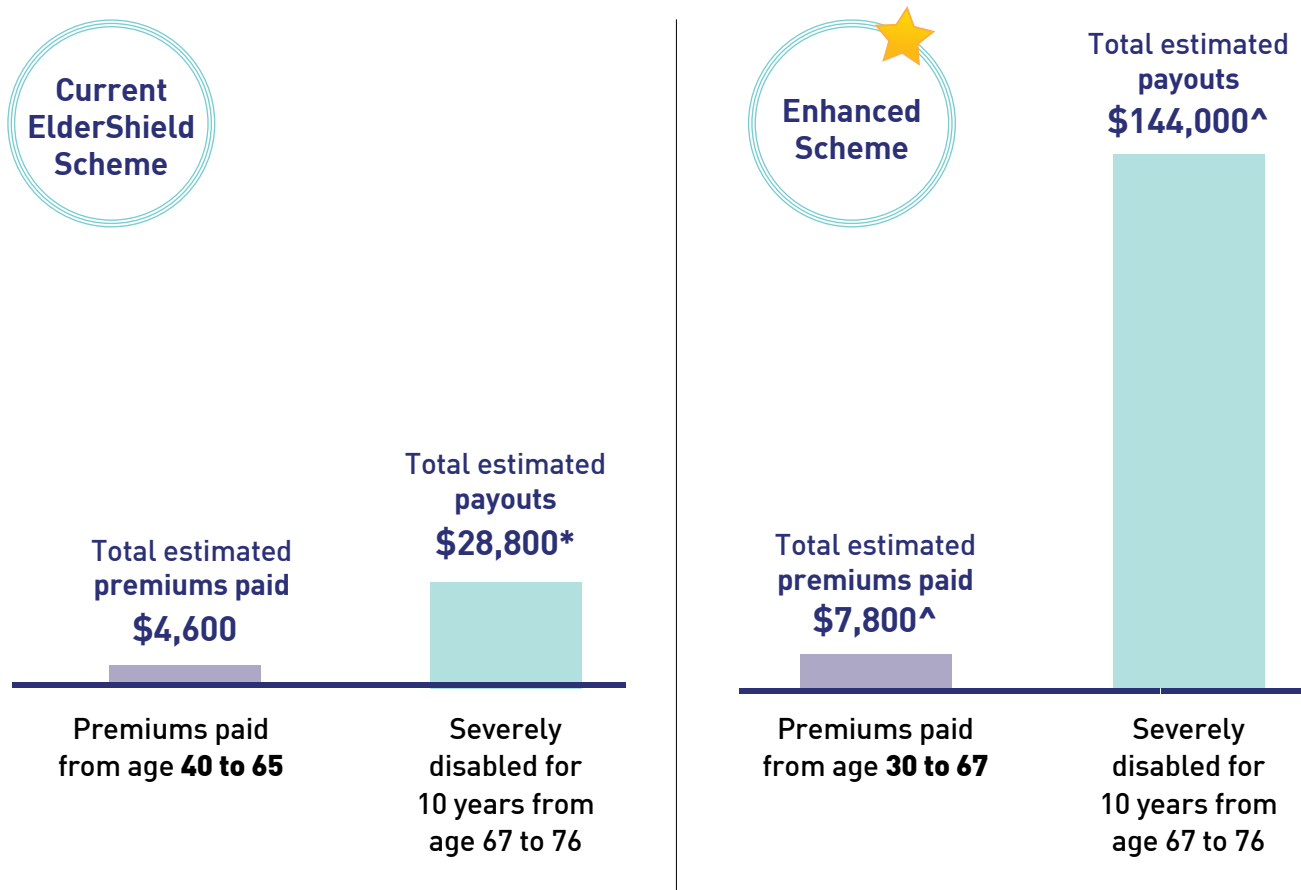 Current
ElderShield
Scheme
Total estimated
premiums paid
$4,600
Total estimated
payouts
$28,800*
Premiums paid
from age 40 to 65
Severely
disabled for
10 years from
age 67 to 76
Enhanced
Scheme
Total estimated
premiums paid
$7,800^
Total estimated
payouts
$144,000^
Premiums paid
from age 30 to 67
Severely
disabled for
10 years from
age 67 to 76